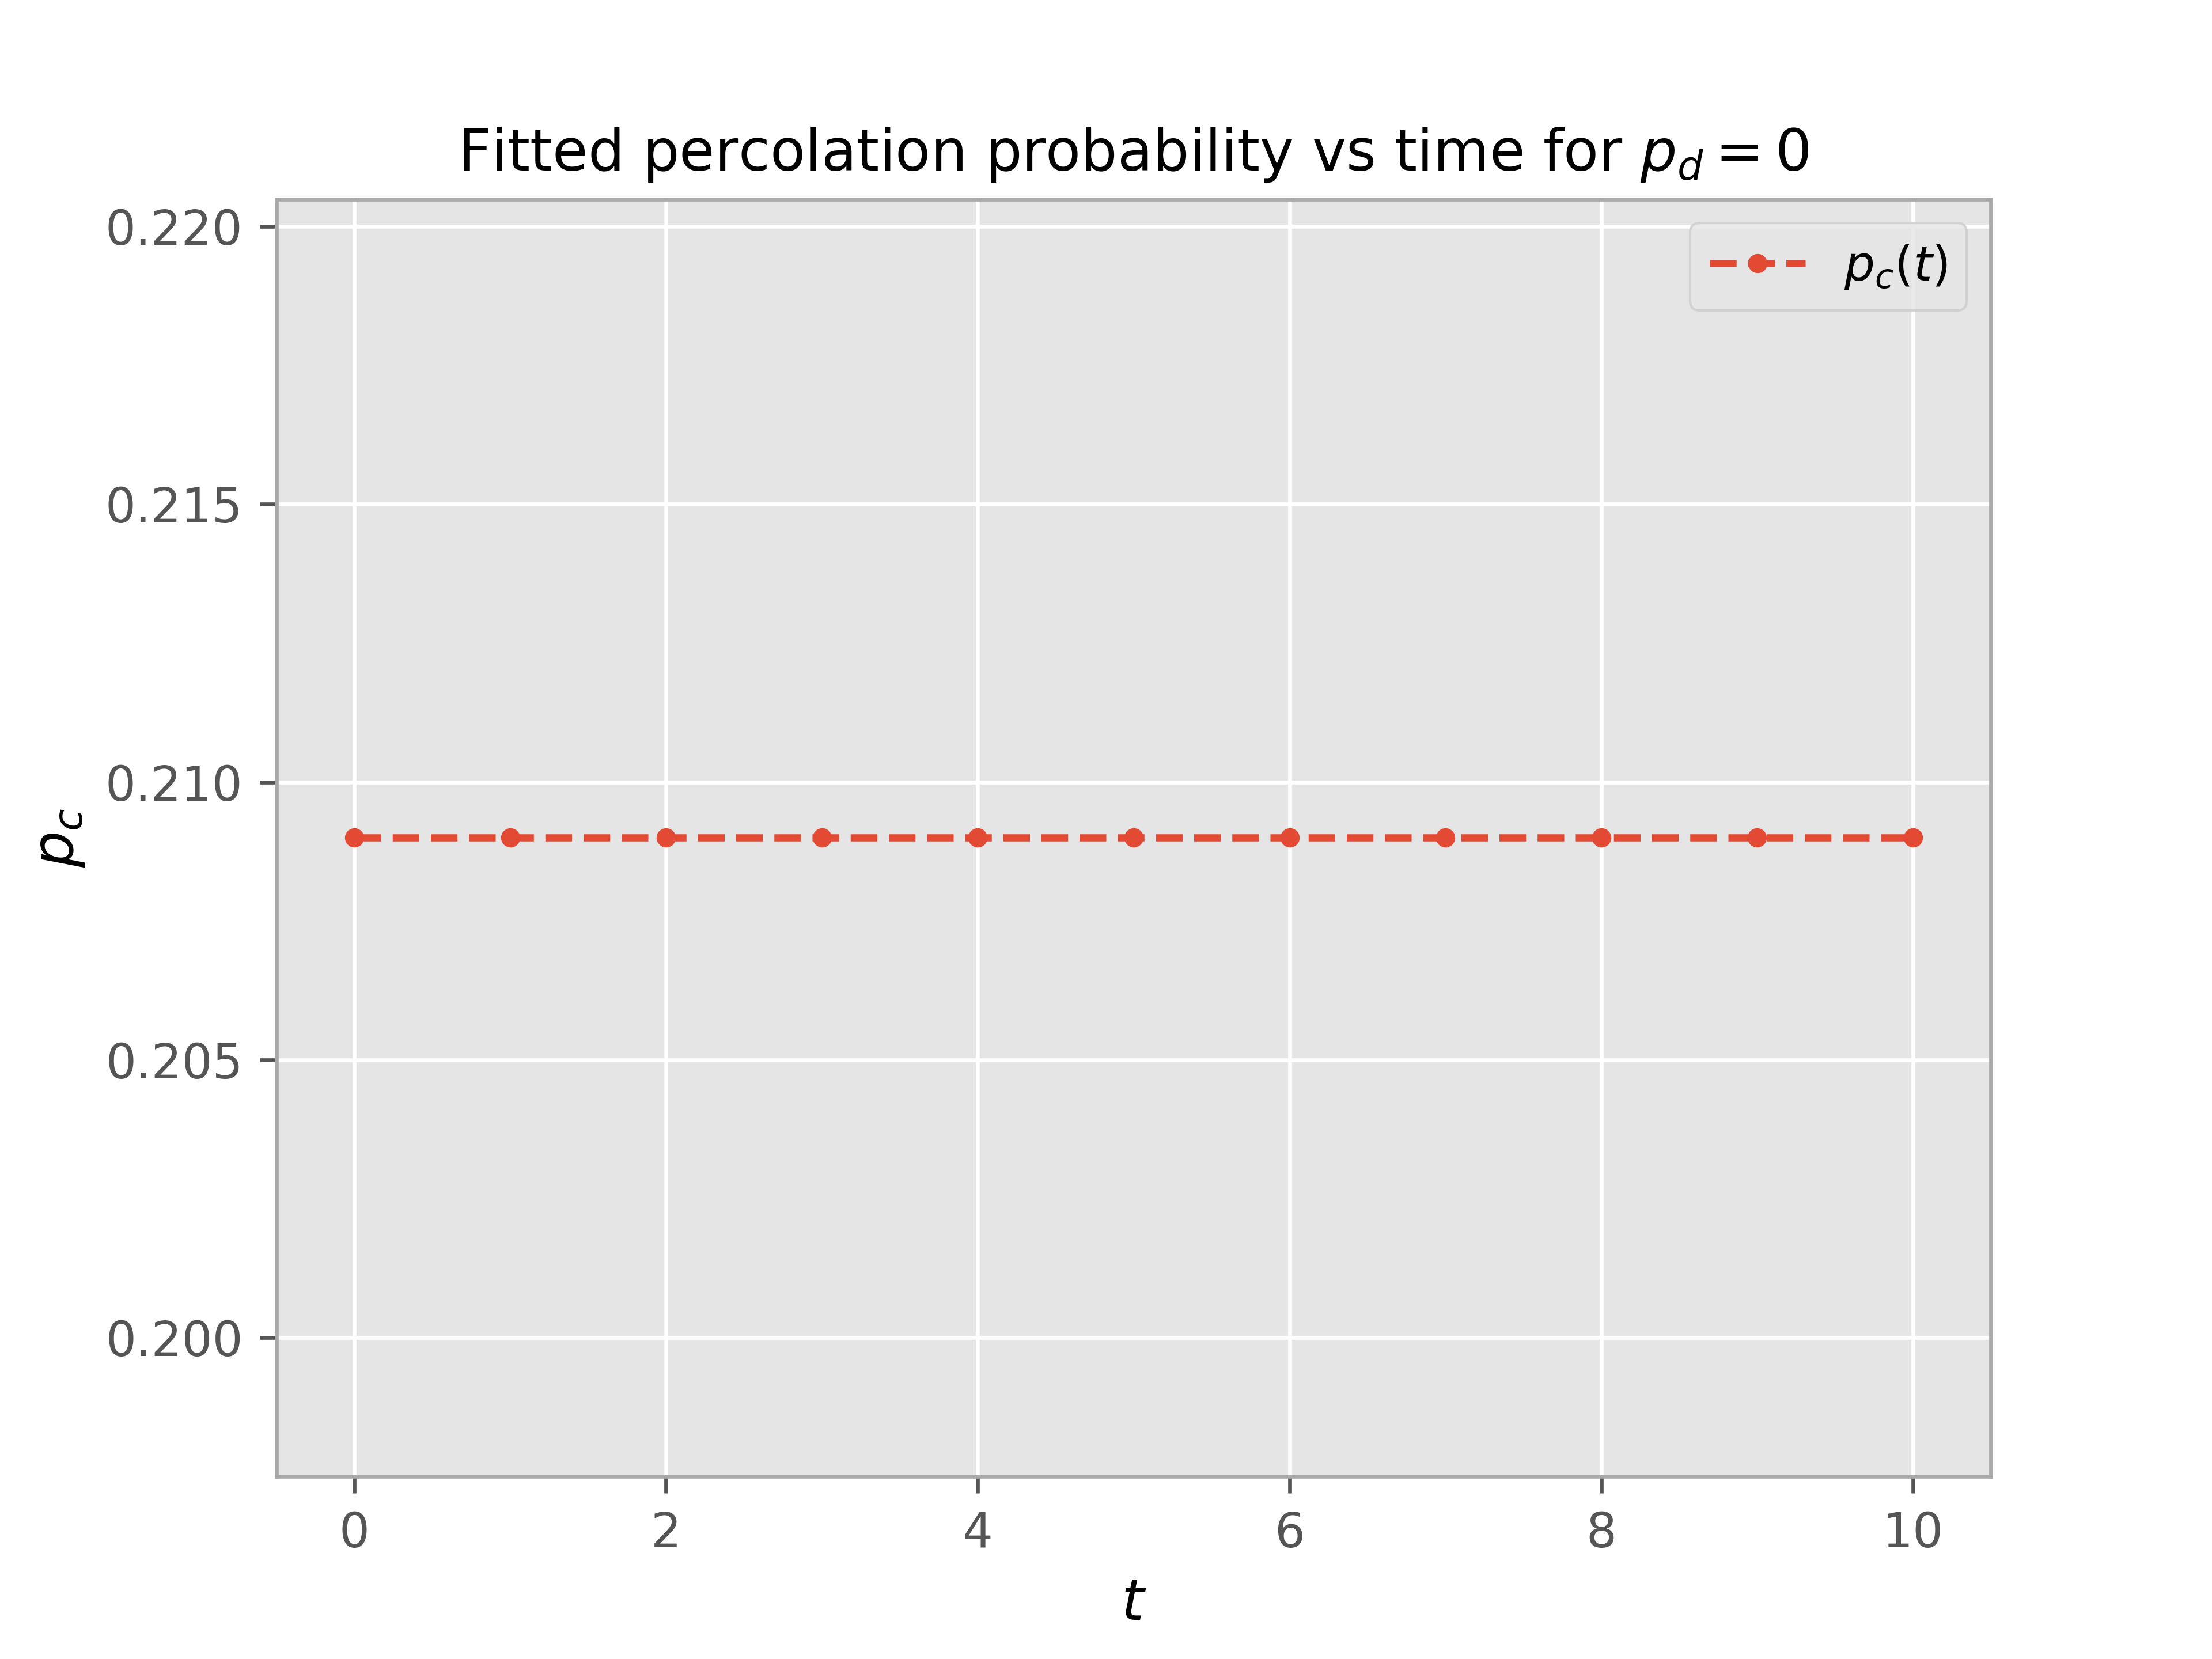 Fitted percolation probability vs time for $p_d = 0$
0.220
0.215
0.210
0.205
0.200
$p_c$
$p_c(t)$
0 2 4 6 8 10
$t$